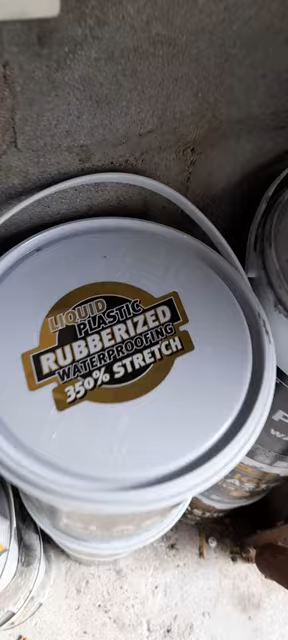 LIQUID
PLASTIC
RUBBERIZED
WATERPROOFING
350% STRETCH